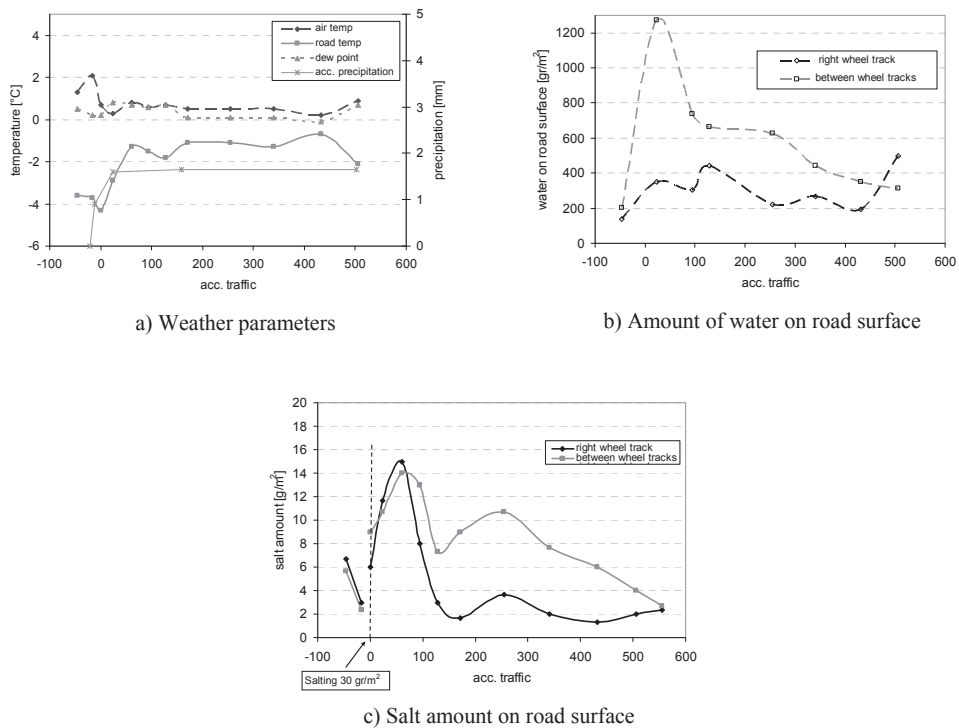 4
2
0
-2
-4
-6
temperature [°C]
5
4
3
2
1
0
precipitation [mm]
air temp
road temp
dew point
acc. precipitation
-100 0 100 200 300 400 500 600
acc. traffic
a) Weather parameters
1200
1000
800
600
400
200
0
water on road surface [gr/m²]
right wheel track
between wheel tracks
-100 0 100 200 300 400 500 600
acc. traffic
b) Amount of water on road surface
20
18
16
14
12
10
8
6
4
2
0
salt amount [g/m²]
right wheel track
between wheel tracks
-100 0 100 200 300 400 500 600
Salting 30 gr/m²
acc. traffic
c) Salt amount on road surface